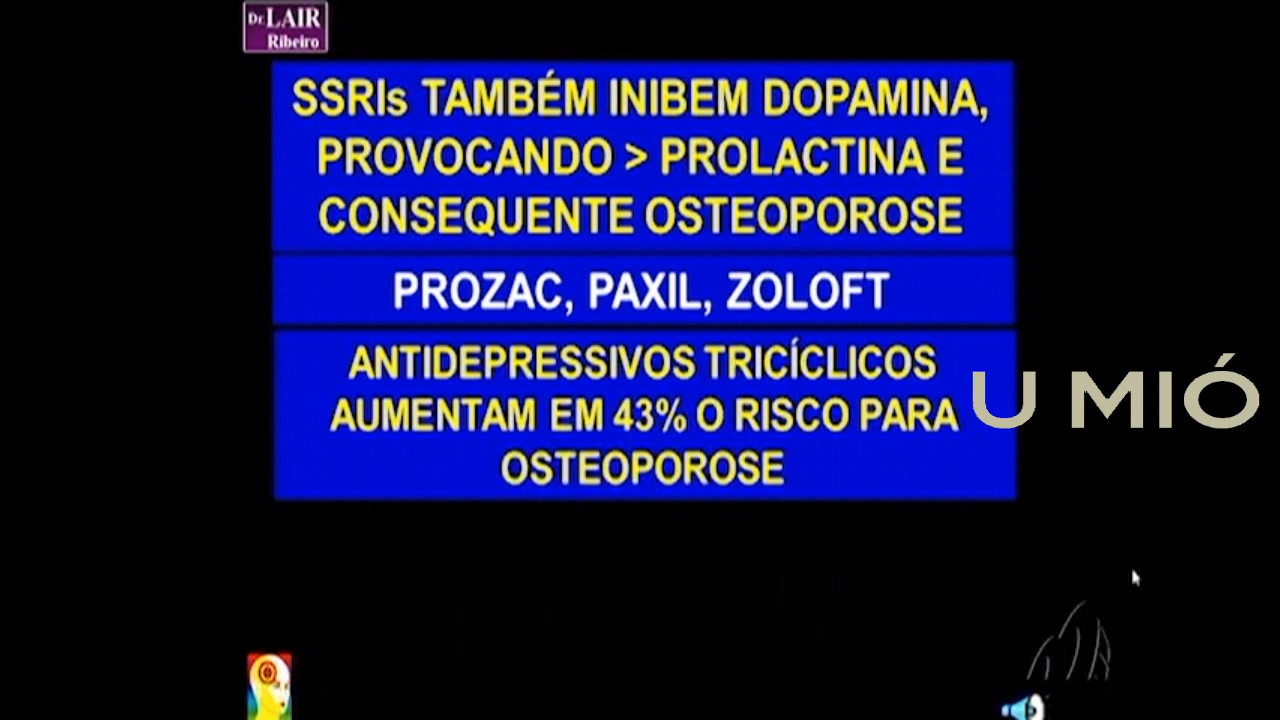 Dr. LAIR
Ribeiro
SSRIs TAMBÉM INIBEM DOPAMINA,
PROVOCANDO > PROLACTINA E
CONSEQUENTE OSTEOPOROSE
PROZAC, PAXIL, ZOLOFT
ANTIDEPRESSIVOS TRICÍCLICOS
AUMENTAM EM 43% O RISCO PARA
OSTEOPOROSE
U MIÓ